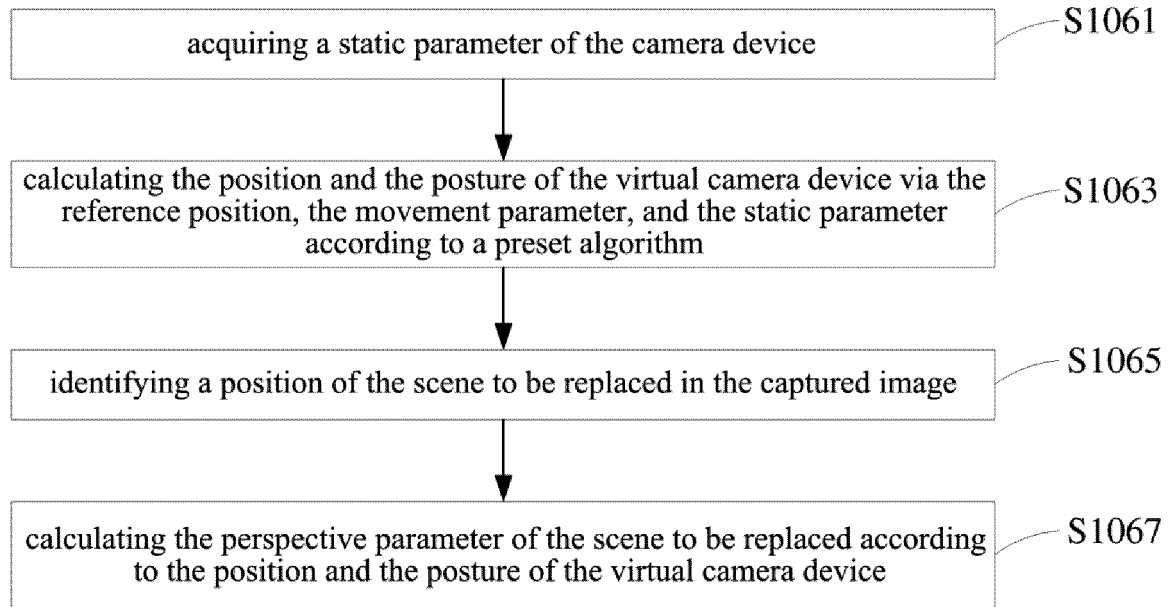 acquiring a static parameter of the camera device
S1061
calculating the position and the posture of the virtual camera device via the
reference position, the movement parameter, and the static parameter
according to a preset algorithm
S1063
identifying a position of the scene to be replaced in the captured image
S1065
calculating the perspective parameter of the scene to be replaced according
to the position and the posture of the virtual camera device
S1067